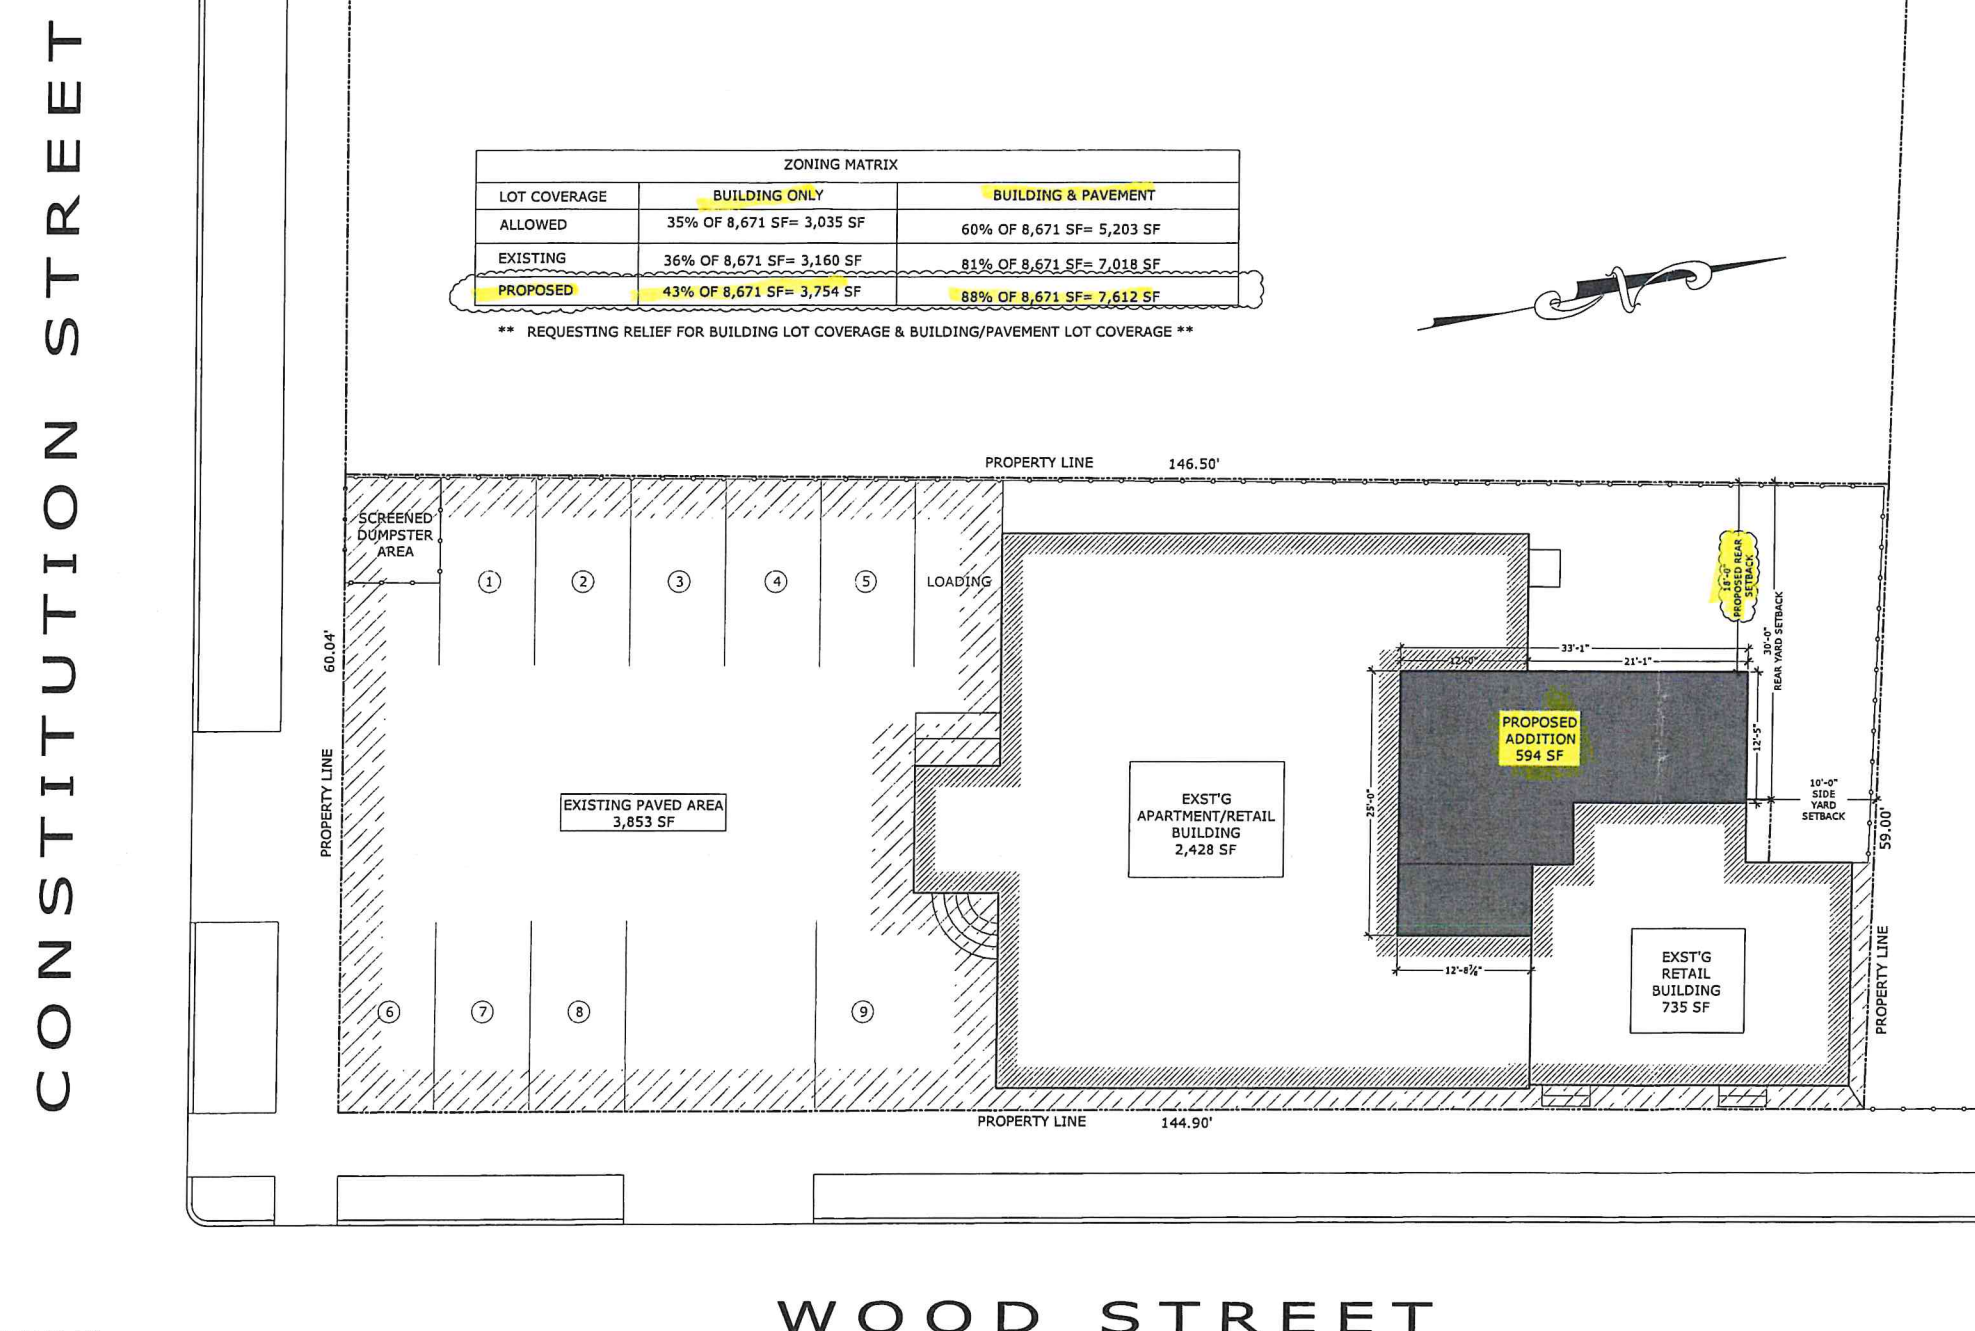 CONSTITUTION STREET
ZONING MATRIX
LOT COVERAGE BUILDING ONLY BUILDING & PAVEMENT
ALLOWED 35% OF 8,671 SF= 3,035 SF 60% OF 8,671 SF= 5,203 SF
EXISTING 36% OF 8,671 SF= 3,160 SF 81% OF 8,671 SF= 7,018 SF
PROPOSED 43% OF 8,671 SF= 3,754 SF 88% OF 8,671 SF= 7,612 SF
** REQUESTING RELIEF FOR BUILDING LOT COVERAGE & BUILDING/PAVEMENT LOT COVERAGE **
N
PROPERTY LINE 146.50'
SCREENED
DUMPSTER
AREA
1
2
3
4
5
LOADING
18'-0"
PROPOSED REAR
SETBACK
30'-0"
REAR YARD SETBACK
60.04'
PROPERTY LINE
33'-1"
12'-0"
21'-1"
PROPOSED
ADDITION
594 SF
12'-5"
25'-0"
10'-0"
SIDE
YARD
SETBACK
59.00'
PROPERTY LINE
EXISTING PAVED AREA
3,853 SF
EXST'G
APARTMENT/RETAIL
BUILDING
2,428 SF
EXST'G
RETAIL
BUILDING
735 SF
12'-8⅞"
6
7
8
9
PROPERTY LINE 144.90'
WOOD STREET